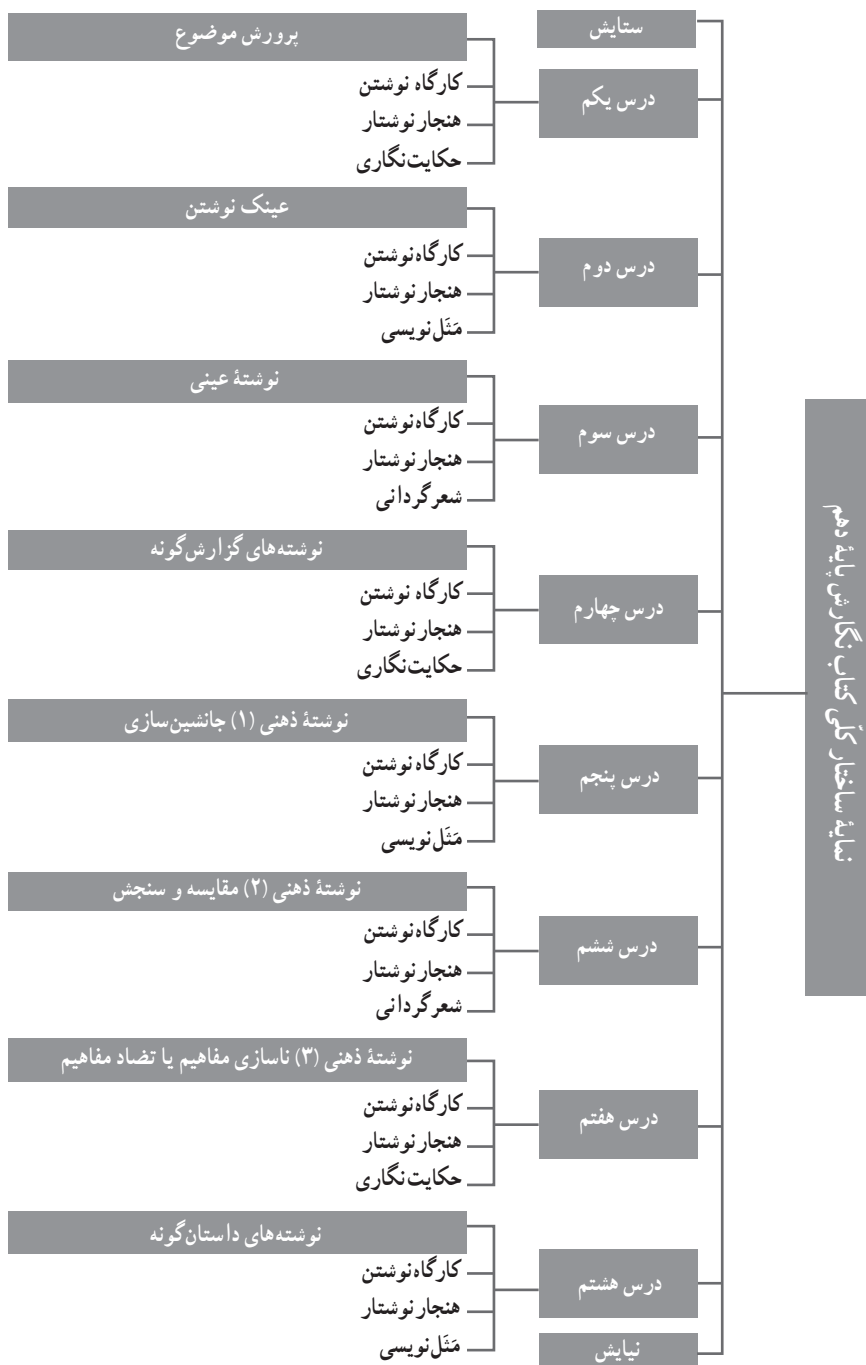 نمایهٔ ساختار کلّی کتاب نگارش پایهٔ دهم
ستایش
درس یکم
پرورش موضوع
کارگاه نوشتن
هنجار نوشتار
حکایت‌نگاری
درس دوم
عینک نوشتن
کارگاه نوشتن
هنجار نوشتار
مَثَل‌نویسی
درس سوم
نوشتهٔ عینی
کارگاه نوشتن
هنجار نوشتار
شعرگردانی
درس چهارم
نوشته‌های گزارش‌گونه
کارگاه نوشتن
هنجار نوشتار
حکایت‌نگاری
درس پنجم
نوشتهٔ ذهنی (۱) جانشین‌سازی
کارگاه نوشتن
هنجار نوشتار
مَثَل‌نویسی
درس ششم
نوشتهٔ ذهنی (۲) مقایسه و سنجش
کارگاه نوشتن
هنجار نوشتار
شعرگردانی
درس هفتم
نوشتهٔ ذهنی (۳) ناسازی مفاهیم یا تضاد مفاهیم
کارگاه نوشتن
هنجار نوشتار
حکایت‌نگاری
درس هشتم
نوشته‌های داستان‌گونه
کارگاه نوشتن
هنجار نوشتار
مَثَل‌نویسی
نیایش